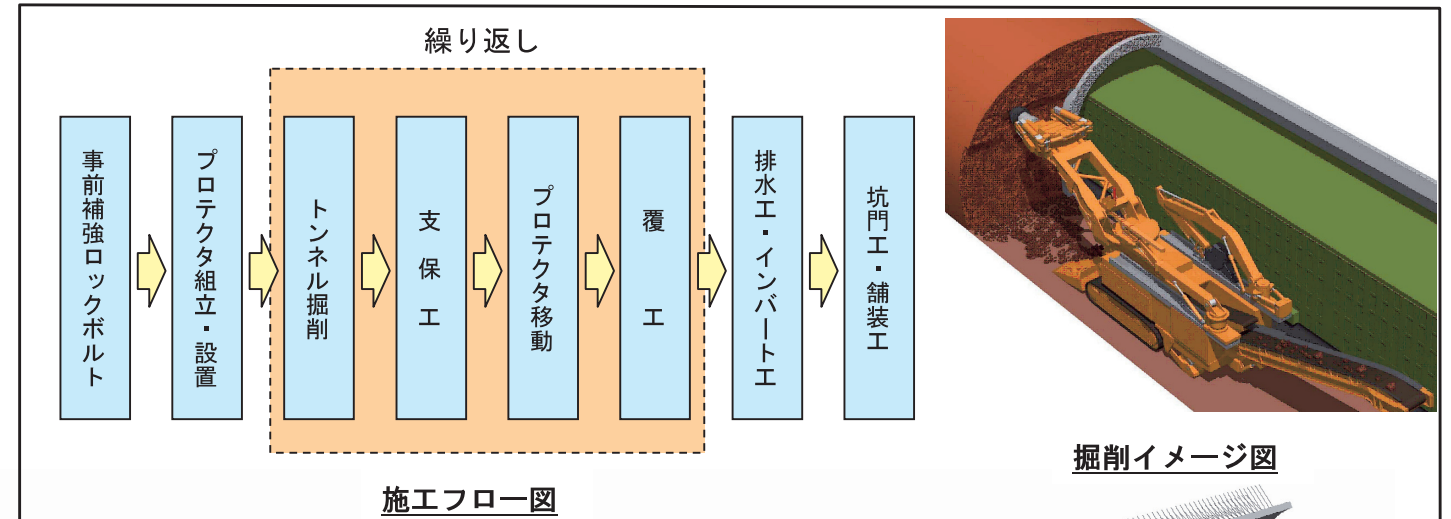 繰り返し
事前補強ロックボルト
プロテクタ組立・設置
トンネル掘削
支保工
プロテクタ移動
覆工
排水工・インバート工
坑門工・舗装工
施工フロー図
掘削イメージ図